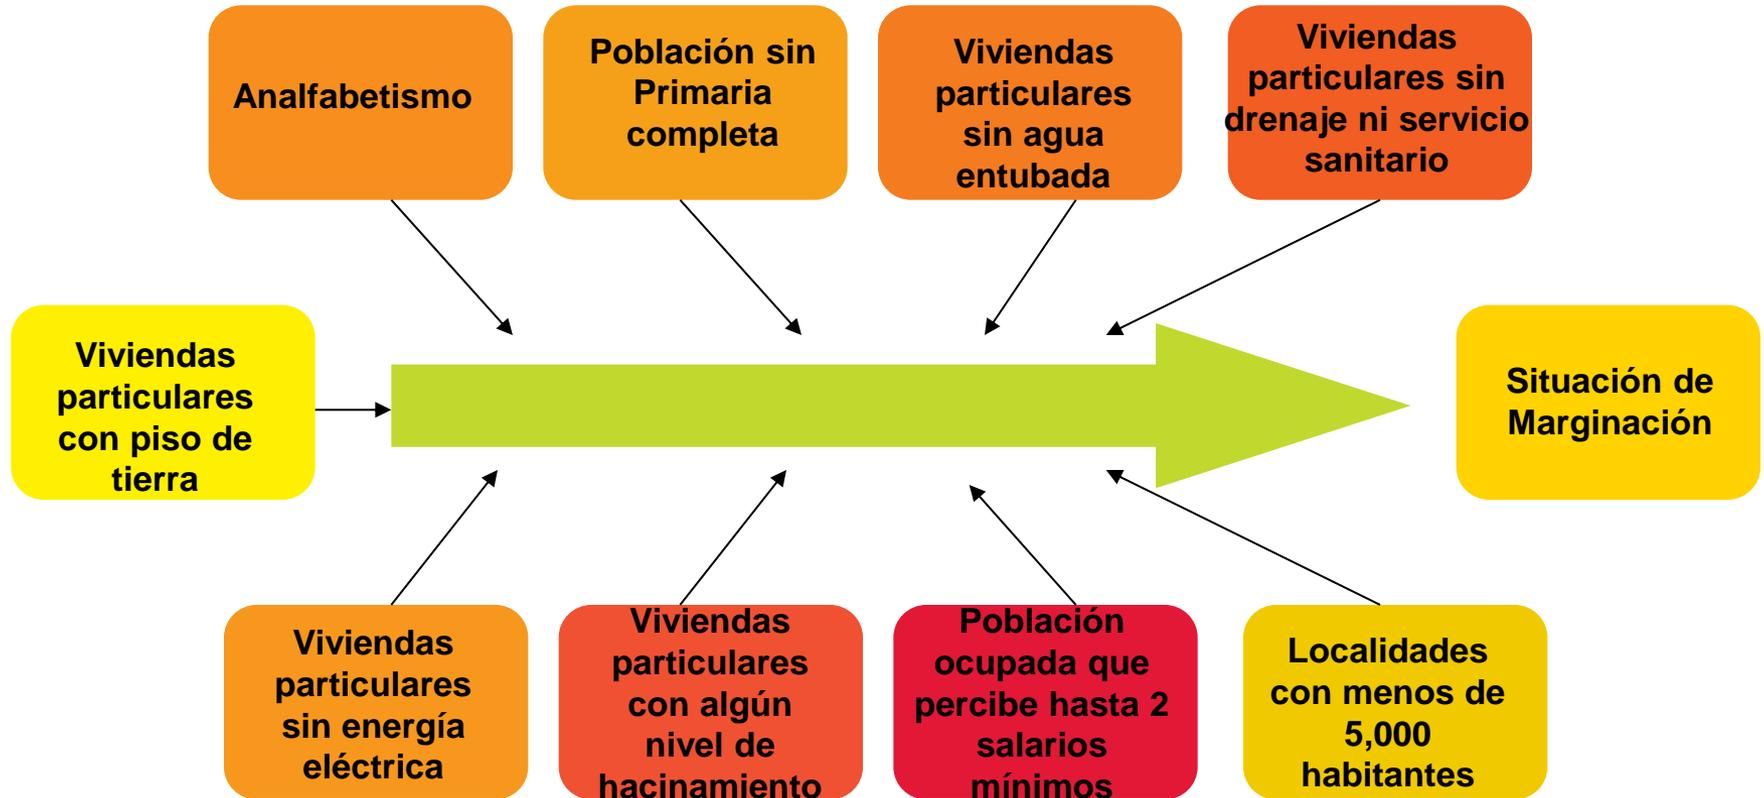 Analfabetismo
Población sin
Primaria
completa
Viviendas
particulares
sin agua
entubada
Viviendas
particulares sin
drenaje ni servicio
sanitario
Viviendas
particulares
con piso de
tierra
Situación de
Marginación
Viviendas
particulares
sin energía
eléctrica
Viviendas
particulares
con algún
nivel de
hacinamiento
Población
ocupada que
percibe hasta 2
salarios
mínimos
Localidades
con menos de
5,000
habitantes